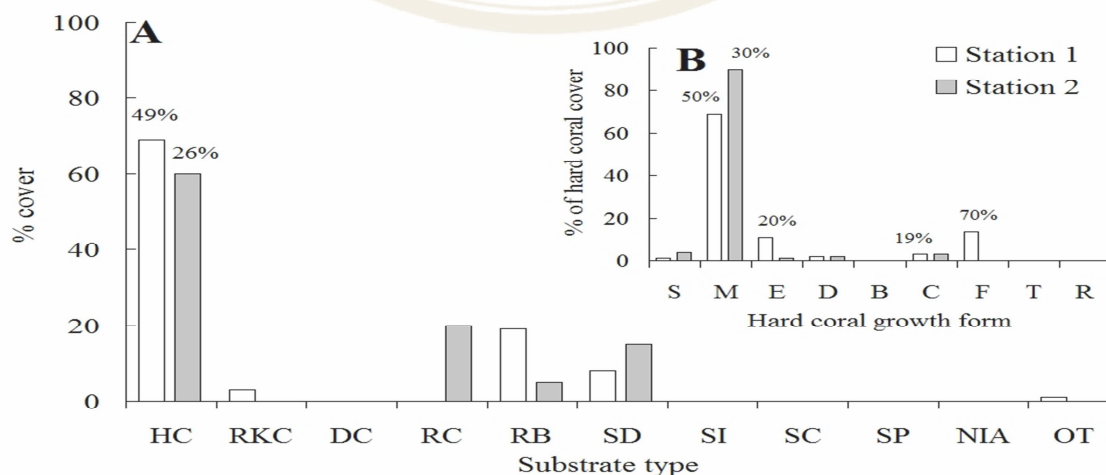 A
100
80
60
40
20
0
% cover
49%
26%
HC RKC DC RC RB SD SI SC SP NIA OT
Substrate type
B
100
80
60
40
20
0
% of hard coral cover
50%
30%
20%
19%
70%
S M E D B C F T R
Hard coral growth form
Station 1
Station 2